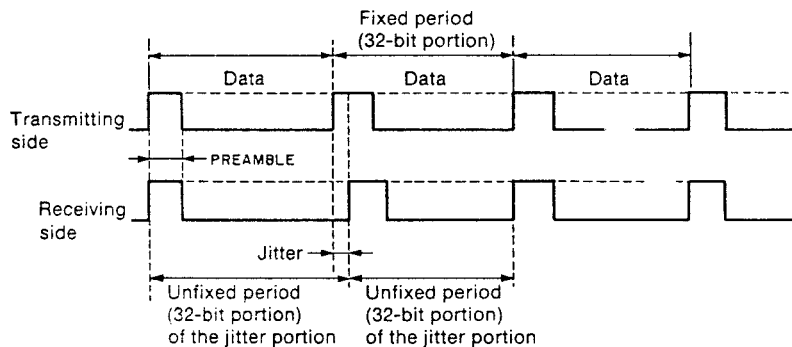 Fixed period
(32-bit portion)
Data Data Data
Transmitting
side
PREAMBLE
Receiving
side
Jitter
Unfixed period Unfixed period
(32-bit portion) (32-bit portion)
of the jitter portion of the jitter portion